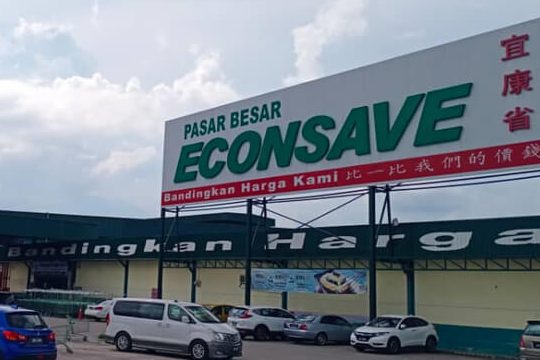 PASAR BESAR
ECONSAVE
宜康省
Bandingkan Harga Kami 比一比我們的價錢
Bandingkan Harga